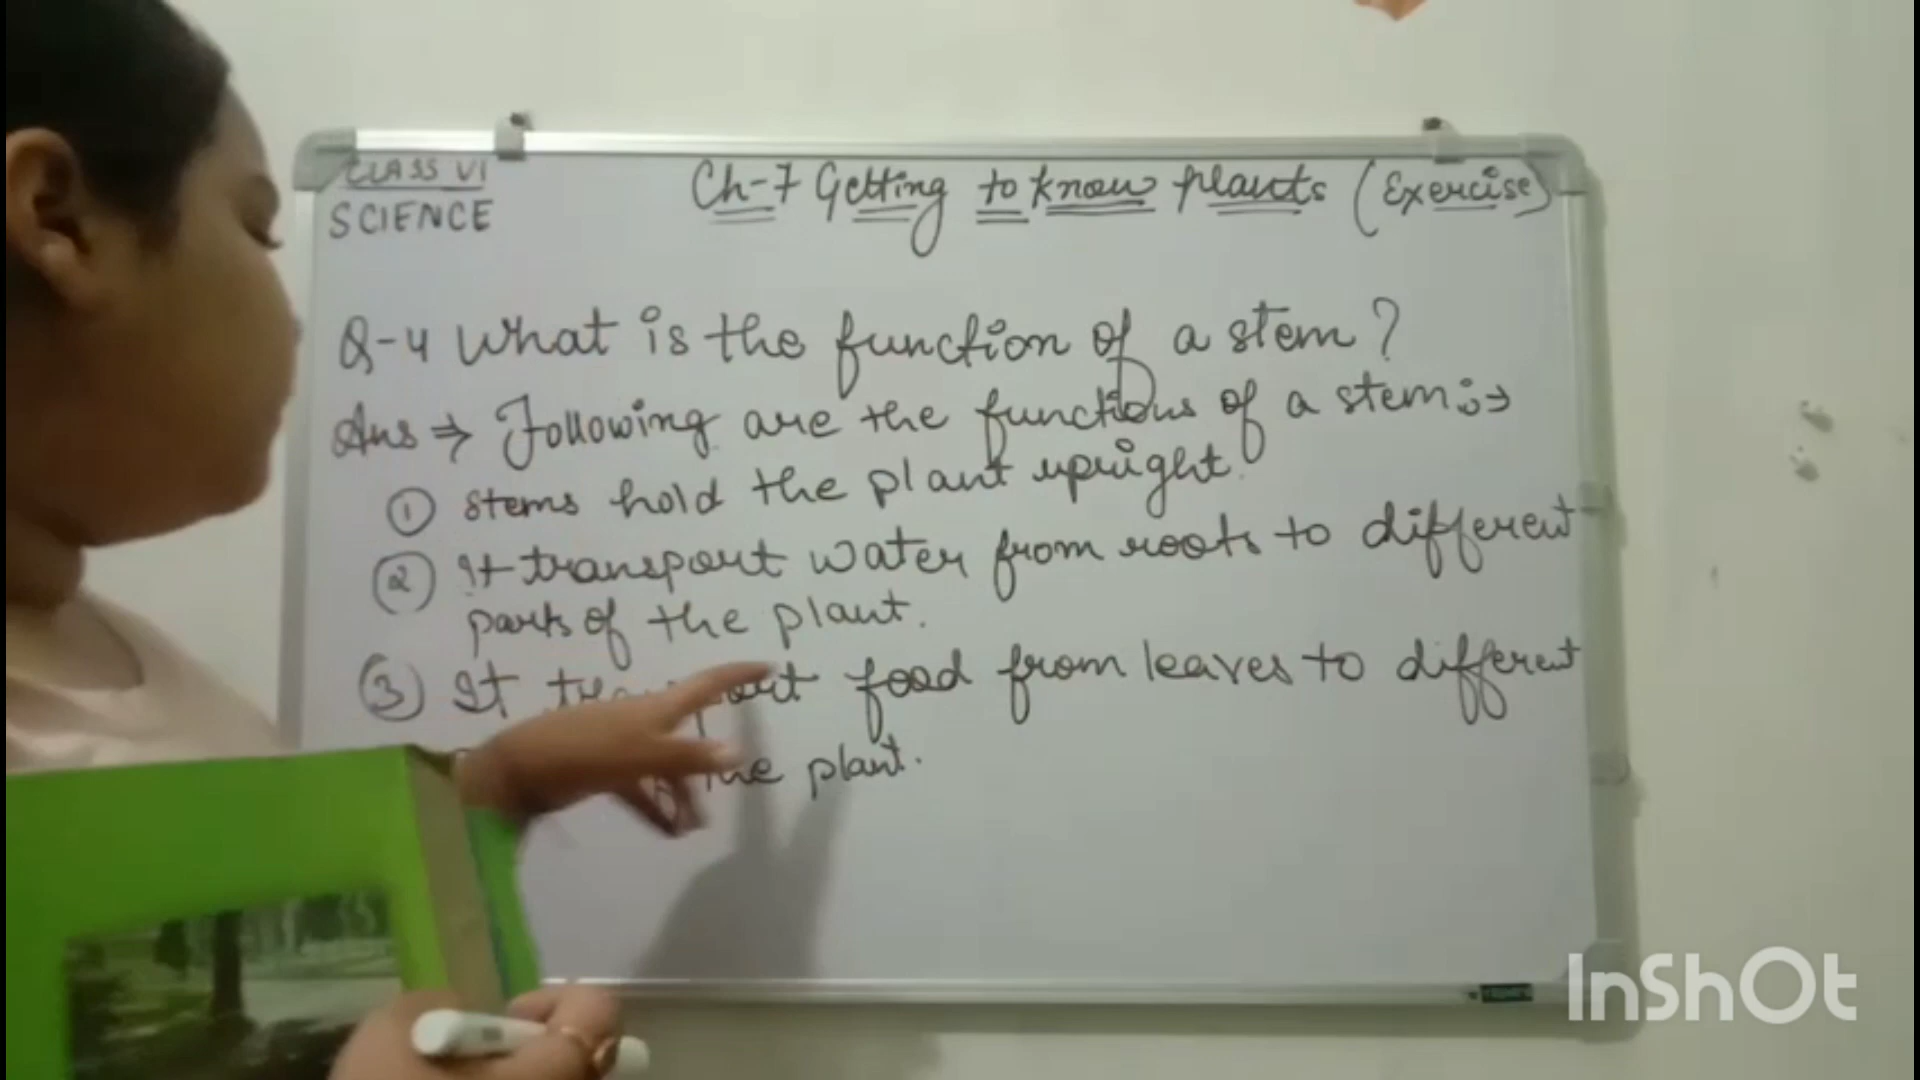 CLASS VI
SCIENCE
Ch-7 Getting to know plants (Exercise)
Q-4 What is the function of a stem?
Ans ⇒ Following are the functions of a stem:→
① Stems hold the plant upright.
② It transport water from roots to different
parts of the plant.
③ It transport food from leaves to different
the plant.
InShOt